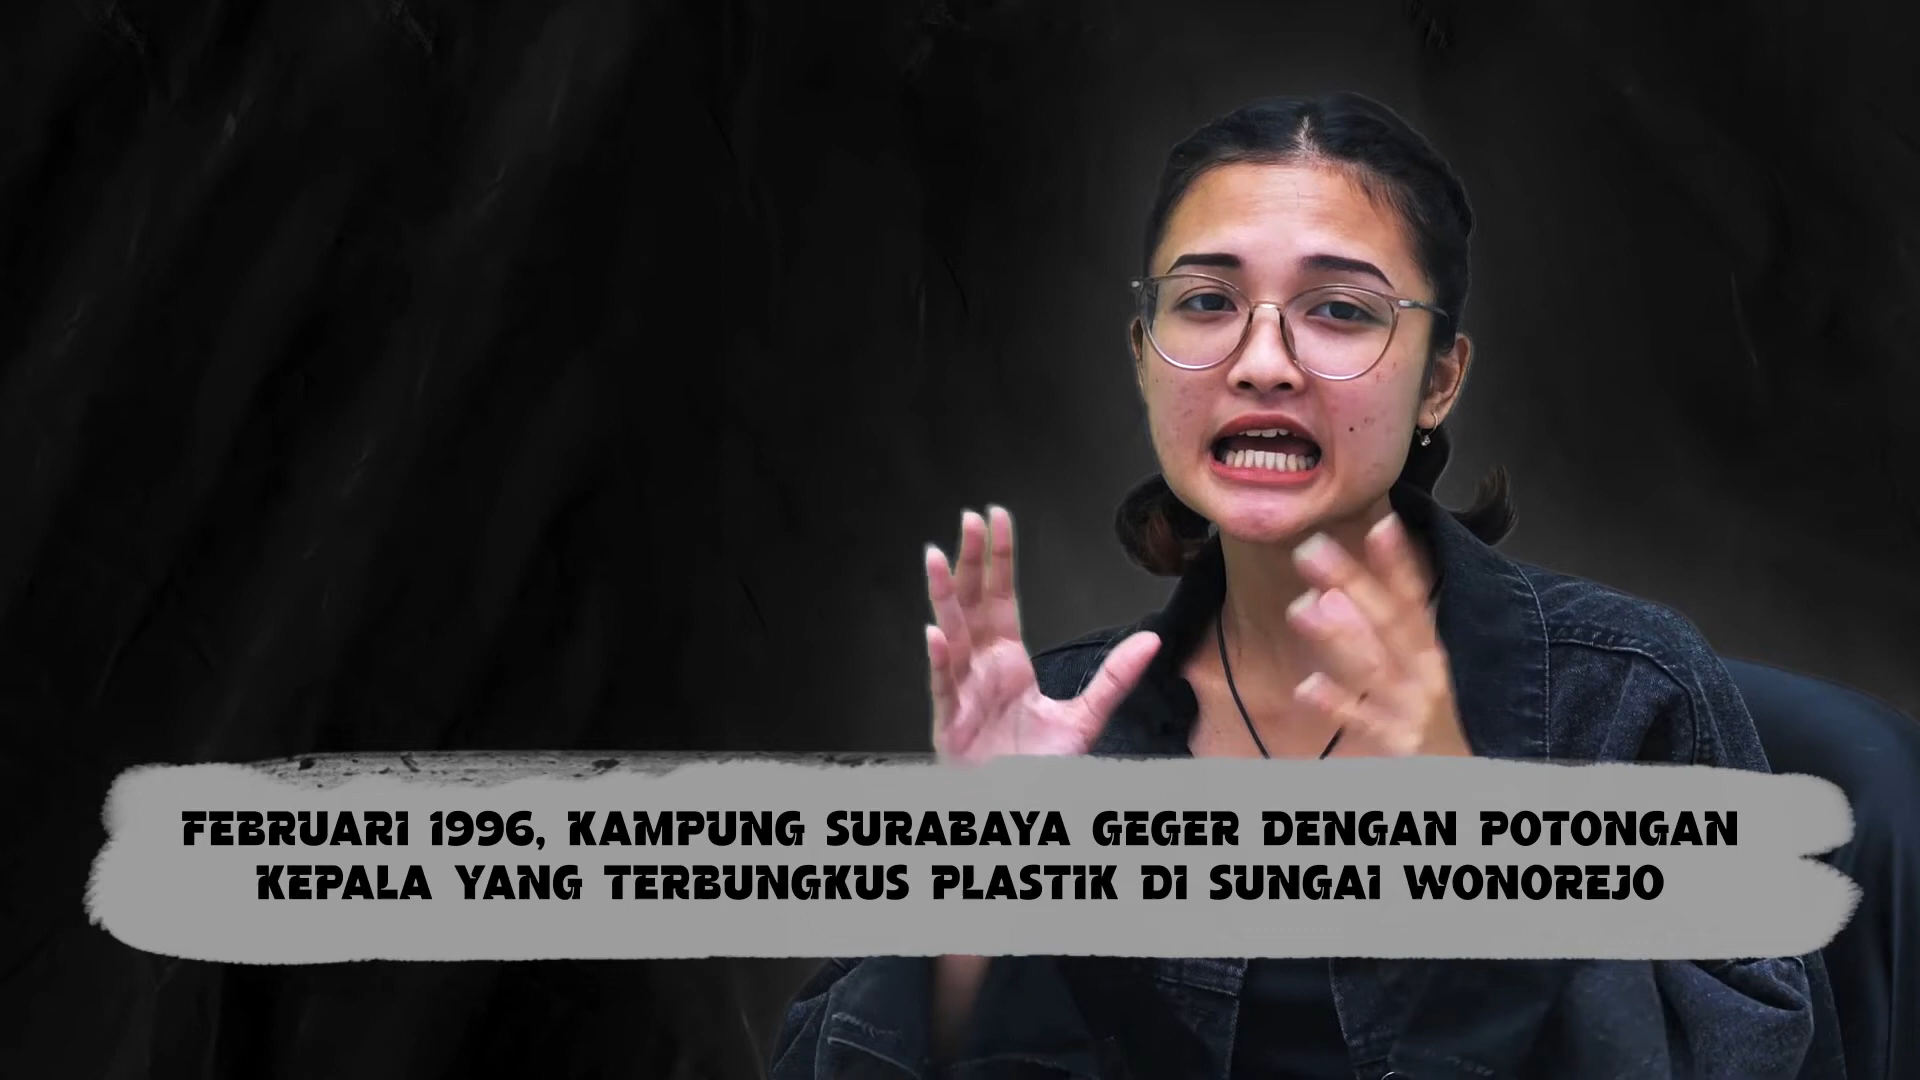 FEBRUARI 1996, KAMPUNG SURABAYA GEGER DENGAN POTONGAN
KEPALA YANG TERBUNGKUS PLASTIK DI SUNGAI WONOREJO